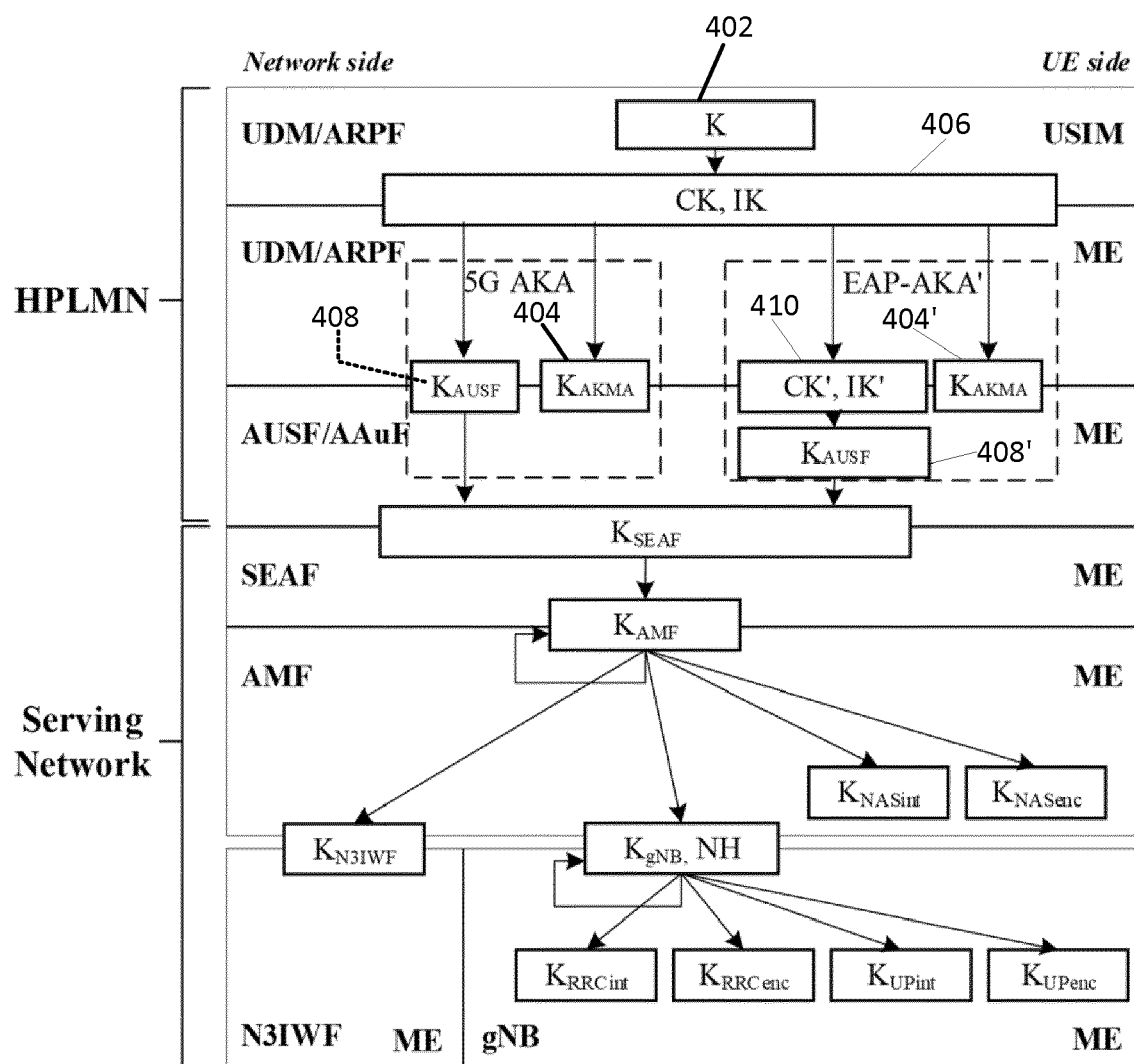 402
Network side
UE side
K
UDM/ARPF
406
USIM
CK, IK
UDM/ARPF
ME
5G AKA
EAP-AKA'
HPLMN
408
404
410
404'
KAUSF
KAKMA
CK', IK'
KAKMA
AUSF/AAuF
ME
KAUSF
408'
KSEAF
SEAF
ME
KAMF
AMF
ME
Serving
Network
KNASint
KNASenc
KN3IWF
KgNB, NH
KRRCint
KRRCenc
KUPint
KUPenc
N3IWF
ME
gNB
ME